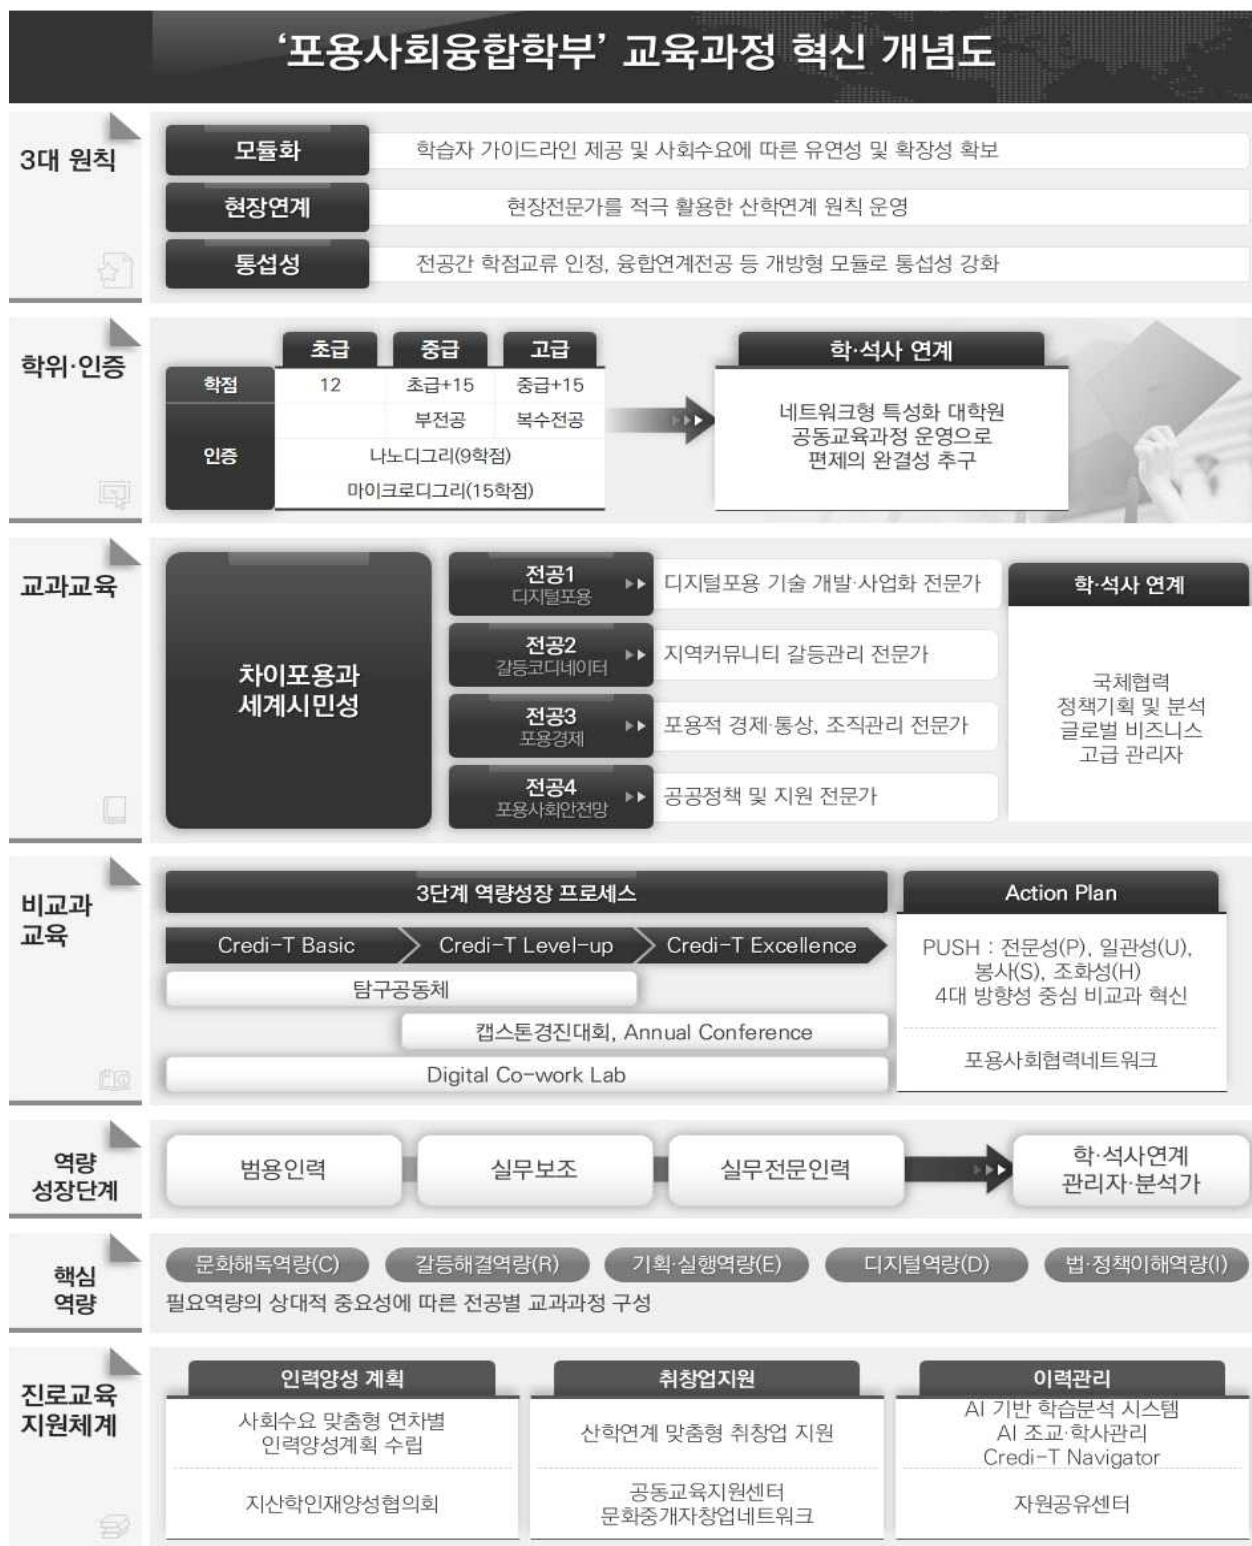 ‘포용사회융합학부’ 교육과정 혁신 개념도
3대 원칙
모듈화
학습자 가이드라인 제공 및 사회수요에 따른 유연성 및 확장성 확보
현장연계
현장전문가를 적극 활용한 산학연계 원칙 운영
통섭성
전공간 학점교류 인정, 융합연계전공 등 개방형 모듈로 통섭성 강화
학위·인증
초급 중급 고급
학점 12 초급+15 중급+15
인증
부전공 복수전공
나노디그리(9학점)
마이크로디그리(15학점)
학·석사 연계
네트워크형 특성화 대학원
공동교육과정 운영으로
편제의 완결성 추구
교과교육
차이포용과
세계시민성
전공1
디지털포용
디지털포용 기술 개발·사업화 전문가
전공2
갈등코디네이터
지역커뮤니티 갈등관리 전문가
전공3
포용경제
포용적 경제·통상, 조직관리 전문가
전공4
포용사회안전망
공공정책 및 지원 전문가
학·석사 연계
국체협력
정책기획 및 분석
글로벌 비즈니스
고급 관리자
비교과
교육
3단계 역량성장 프로세스
Credi-T Basic Credi-T Level-up Credi-T Excellence
탐구공동체
캡스톤경진대회, Annual Conference
Digital Co-work Lab
Action Plan
PUSH : 전문성(P), 일관성(U),
봉사(S), 조화성(H)
4대 방향성 중심 비교과 혁신
포용사회협력네트워크
역량
성장단계
범용인력
실무보조
실무전문인력
학·석사연계
관리자·분석가
핵심
역량
문화해독역량(C) 갈등해결역량(R) 기획·실행역량(E) 디지털역량(D) 법·정책이해역량(I)
필요역량의 상대적 중요성에 따른 전공별 교과과정 구성
진로교육
지원체계
인력양성 계획
사회수요 맞춤형 연차별
인력양성계획 수립
지산학인재양성협의회
취창업지원
산학연계 맞춤형 취창업 지원
공동교육지원센터
문화중개자창업네트워크
이력관리
AI 기반 학습분석 시스템
AI 조교·학사관리
Credi-T Navigator
자원공유센터